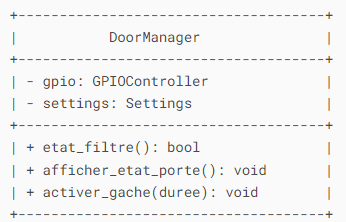 +-------------------------------------+
| DoorManager |
+-------------------------------------+
| - gpio: GPIOController |
| - settings: Settings |
+-------------------------------------+
| + etat_filtre(): bool |
| + afficher_etat_porte(): void |
| + activer_gache(duree): void |
+-------------------------------------+